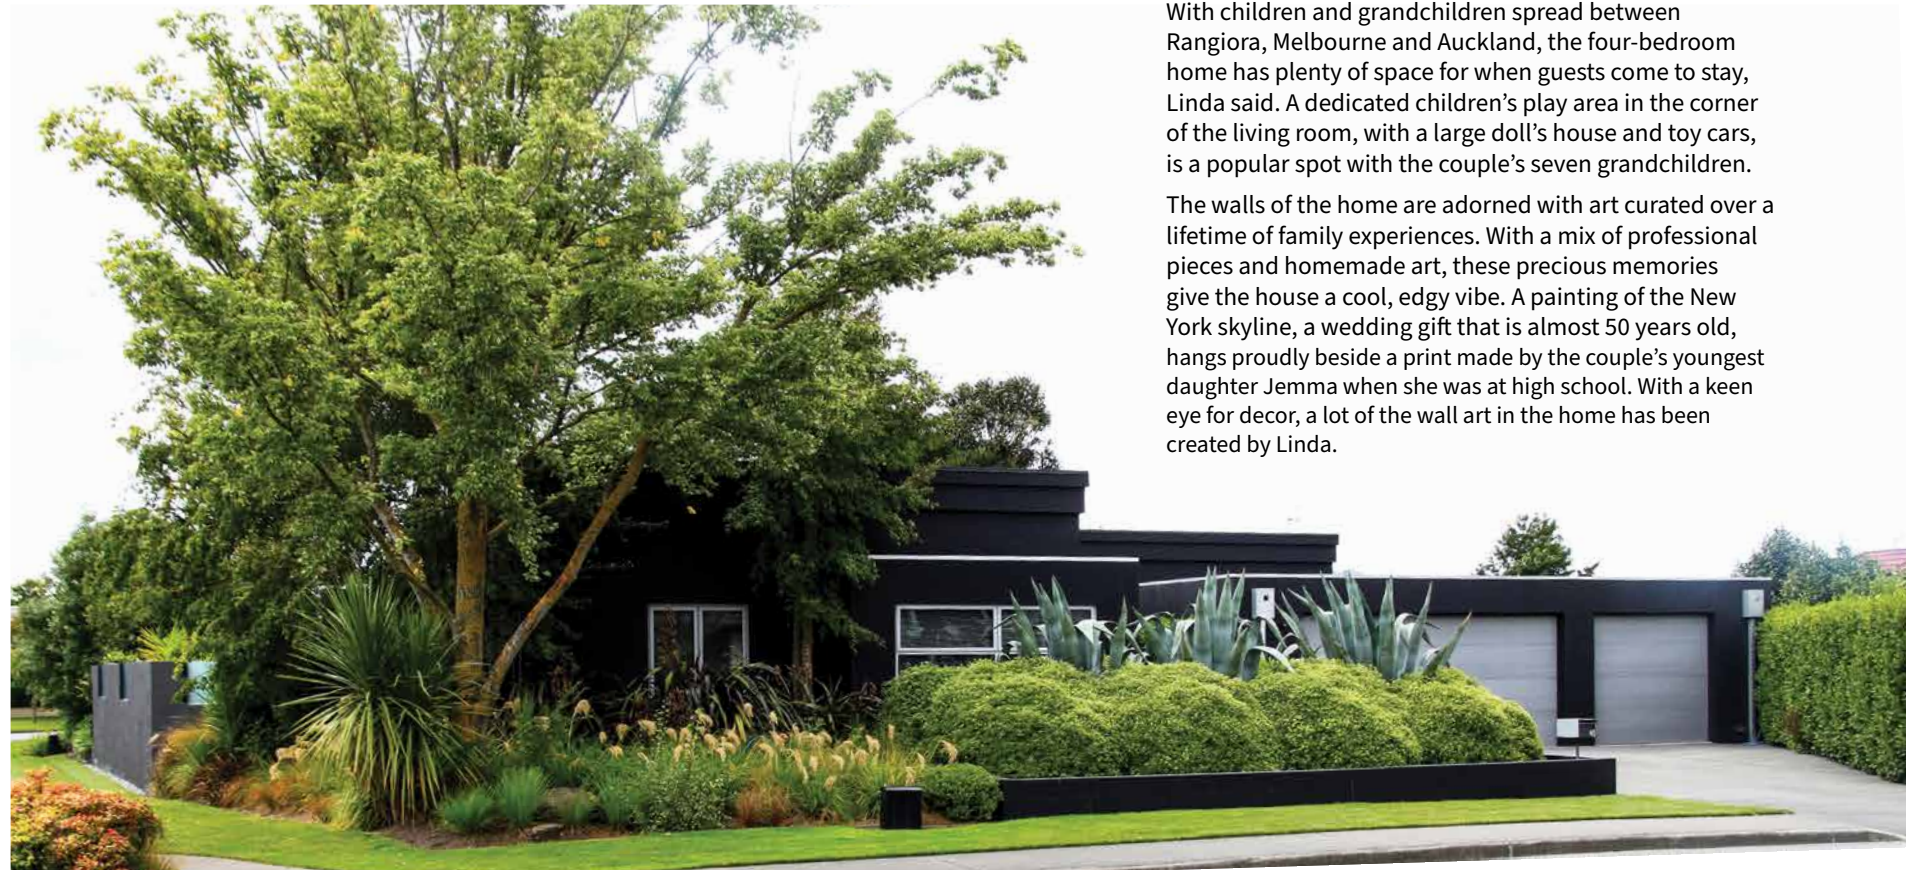 With children and grandchildren spread between
Rangiora, Melbourne and Auckland, the four-bedroom
home has plenty of space for when guests come to stay,
Linda said. A dedicated children’s play area in the corner
of the living room, with a large doll’s house and toy cars,
is a popular spot with the couple’s seven grandchildren.
The walls of the home are adorned with art curated over a
lifetime of family experiences. With a mix of professional
pieces and homemade art, these precious memories
give the house a cool, edgy vibe. A painting of the New
York skyline, a wedding gift that is almost 50 years old,
hangs proudly beside a print made by the couple’s youngest
daughter Jemma when she was at high school. With a keen
eye for decor, a lot of the wall art in the home has been
created by Linda.